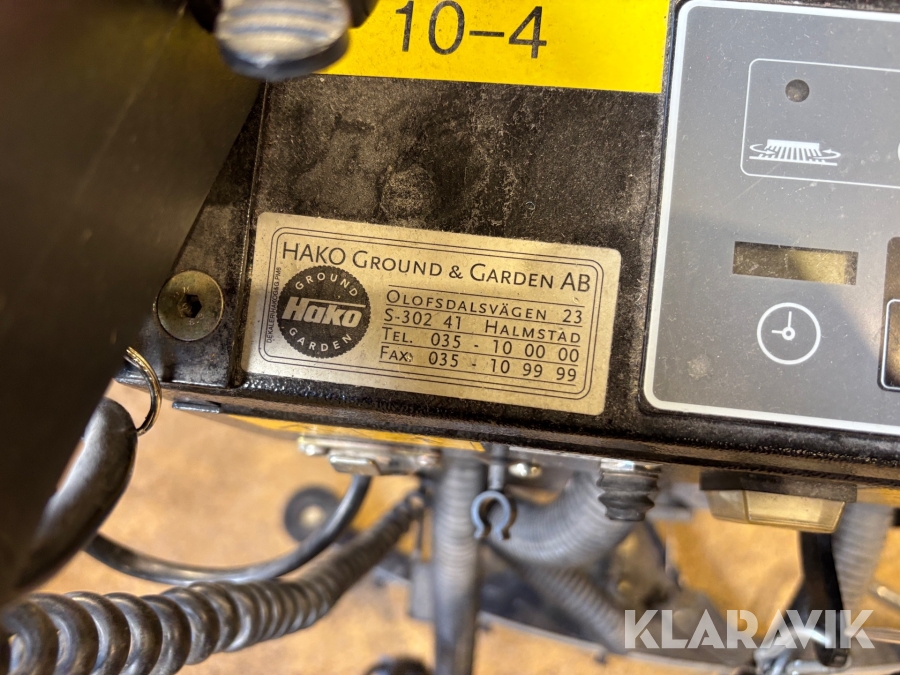 10-4
HAKO GROUND & GARDEN AB
GROUND
Hako
GARDEN
OLOFSDALSVÄGEN 23
S-302 41 HALMSTAD
TEL. 035 - 10 00 00
FAX: 035 - 10 99 99
KLARAVIK